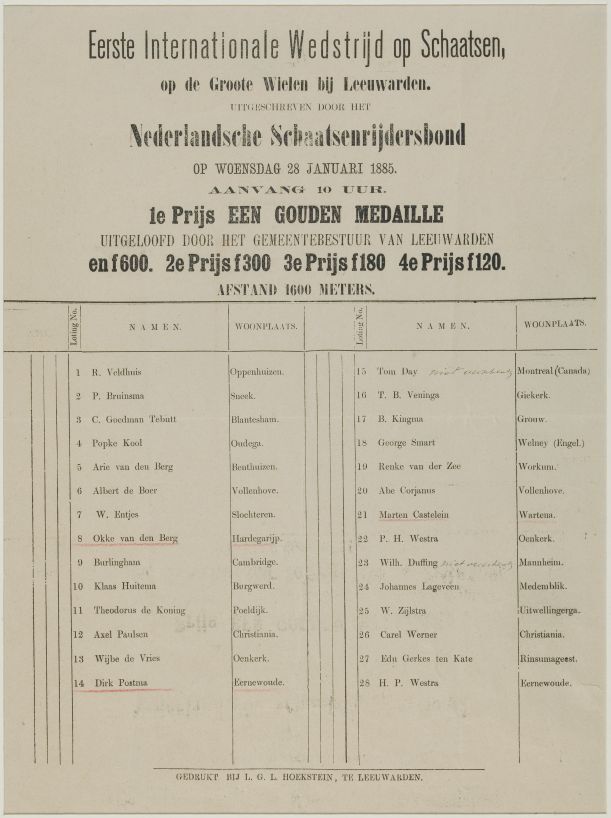 Eerste Internationale Wedstrijd op Schaatsen,
op de Groote Wielen bij Leeuwarden.
UITGESCHREVEN DOOR HET
Nederlandsche Schaatsenrijdersbond
OP WOENSDAG 28 JANUARI 1885.
AANVANG 10 UUR.
1e Prijs EEN GOUDEN MEDAILLE
UITGELOOFD DOOR HET GEMEENTEBESTUUR VAN LEEUWARDEN
en f 600. 2e Prijs f 300 3e Prijs f 180 4e Prijs f 120.
AFSTAND 1600 METERS.
Loting No. NAMEN. WOONPLAATS.
1 R. Veldhuis Oppenhuizen.
2 P. Bruinsma Sneek.
3 C. Goedman Tebutt Blantesham.
4 Popke Kool Oudega.
5 Arie van den Berg Benthuizen.
6 Albert de Boer Vollenhove.
7 W. Entjes Slochteren.
8 Okke van den Berg Hardegarijp.
9 Burlingham Cambridge.
10 Klaas Huitema Burgwerd.
11 Theodorus de Koning Poeldijk.
12 Axel Paulsen Christiania.
13 Wijbe de Vries Oenkerk.
14 Dirk Postma Eernewoude.
Loting No. NAMEN. WOONPLAATS.
15 Tom Day niet Montreal (Canada)
16 T. B. Veninga Giekerk.
17 B. Kingma Grouw.
18 George Smart Welney (Engel.)
19 Renke van der Zee Workum.
20 Abe Corjanus Vollenhove.
21 Marten Castelein Wartena.
22 P. H. Westra Oenkerk.
23 Wilh. Duffing niet Mannheim.
24 Johannes Lageveen Medemblik.
25 W. Zijlstra Uitwellingerga.
26 Carel Werner Christiania.
27 Edu Gerkes ten Kate Rinsumageest.
28 H. P. Westra Eernewoude.
GEDRUKT BIJ L. G. L. HOEKSTEIN, TE LEEUWARDEN.